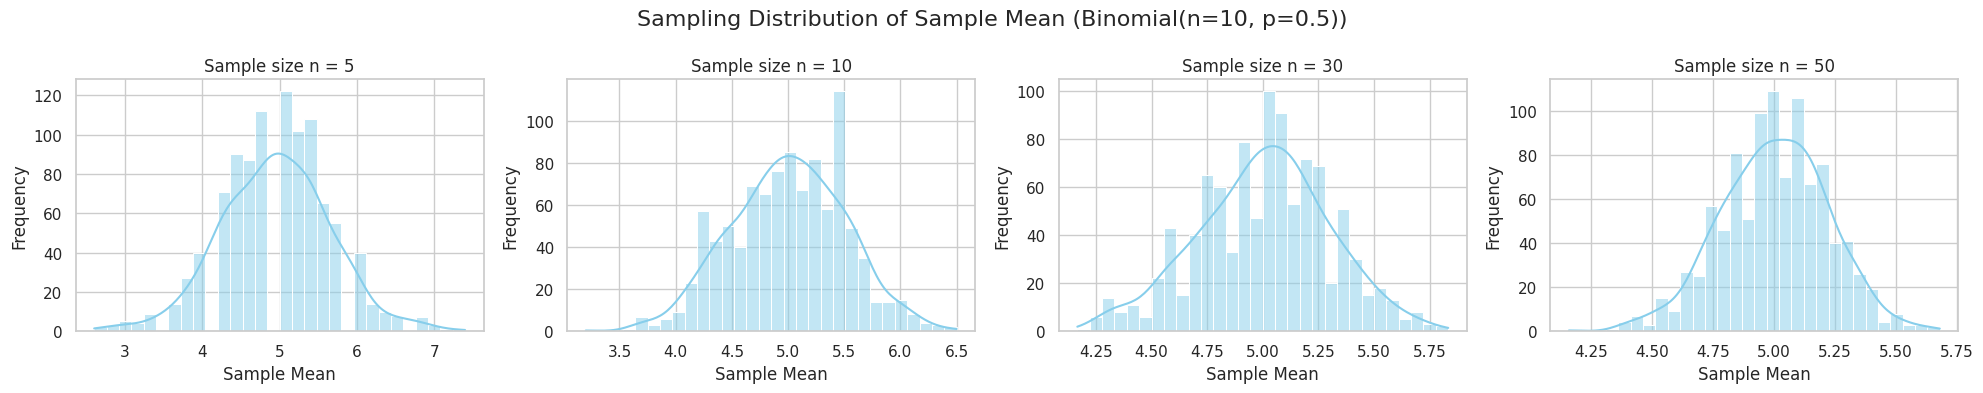 Sampling Distribution of Sample Mean (Binomial(n=10, p=0.5))
Sample size n = 5
Frequency
120
100
80
60
40
20
0
3 4 5 6 7
Sample Mean
Sample size n = 10
Frequency
100
80
60
40
20
0
3.5 4.0 4.5 5.0 5.5 6.0 6.5
Sample Mean
Sample size n = 30
Frequency
100
80
60
40
20
0
4.25 4.50 4.75 5.00 5.25 5.50 5.75
Sample Mean
Sample size n = 50
Frequency
100
80
60
40
20
0
4.25 4.50 4.75 5.00 5.25 5.50 5.75
Sample Mean